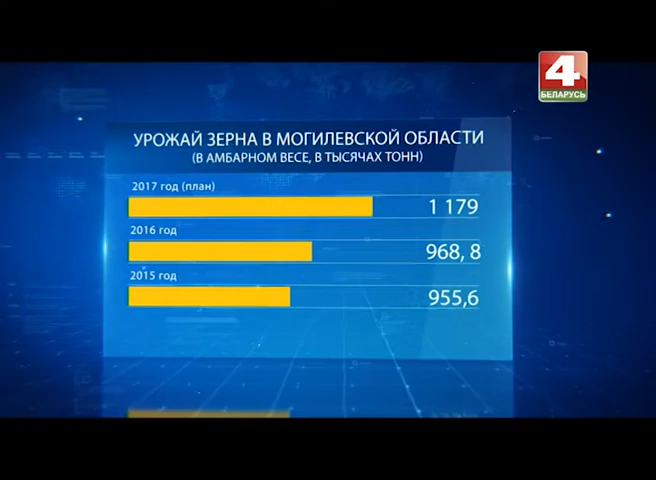 4
БЕЛАРУСЬ
УРОЖАЙ ЗЕРНА В МОГИЛЕВСКОЙ ОБЛАСТИ
(В АМБАРНОМ ВЕСЕ, В ТЫСЯЧАХ ТОНН)
2017 год (план)
1 179
2016 год
968, 8
2015 год
955,6